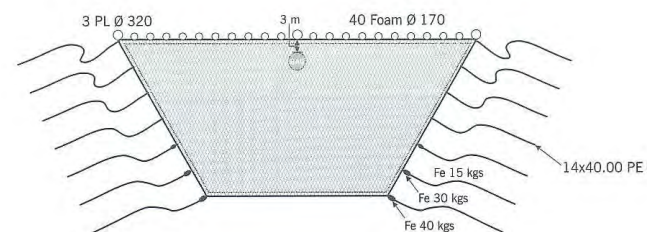 3 PL Ø 320
3 m
40 Foam Ø 170
14x40.00 PE
Fe 15 kgs
Fe 30 kgs
Fe 40 kgs